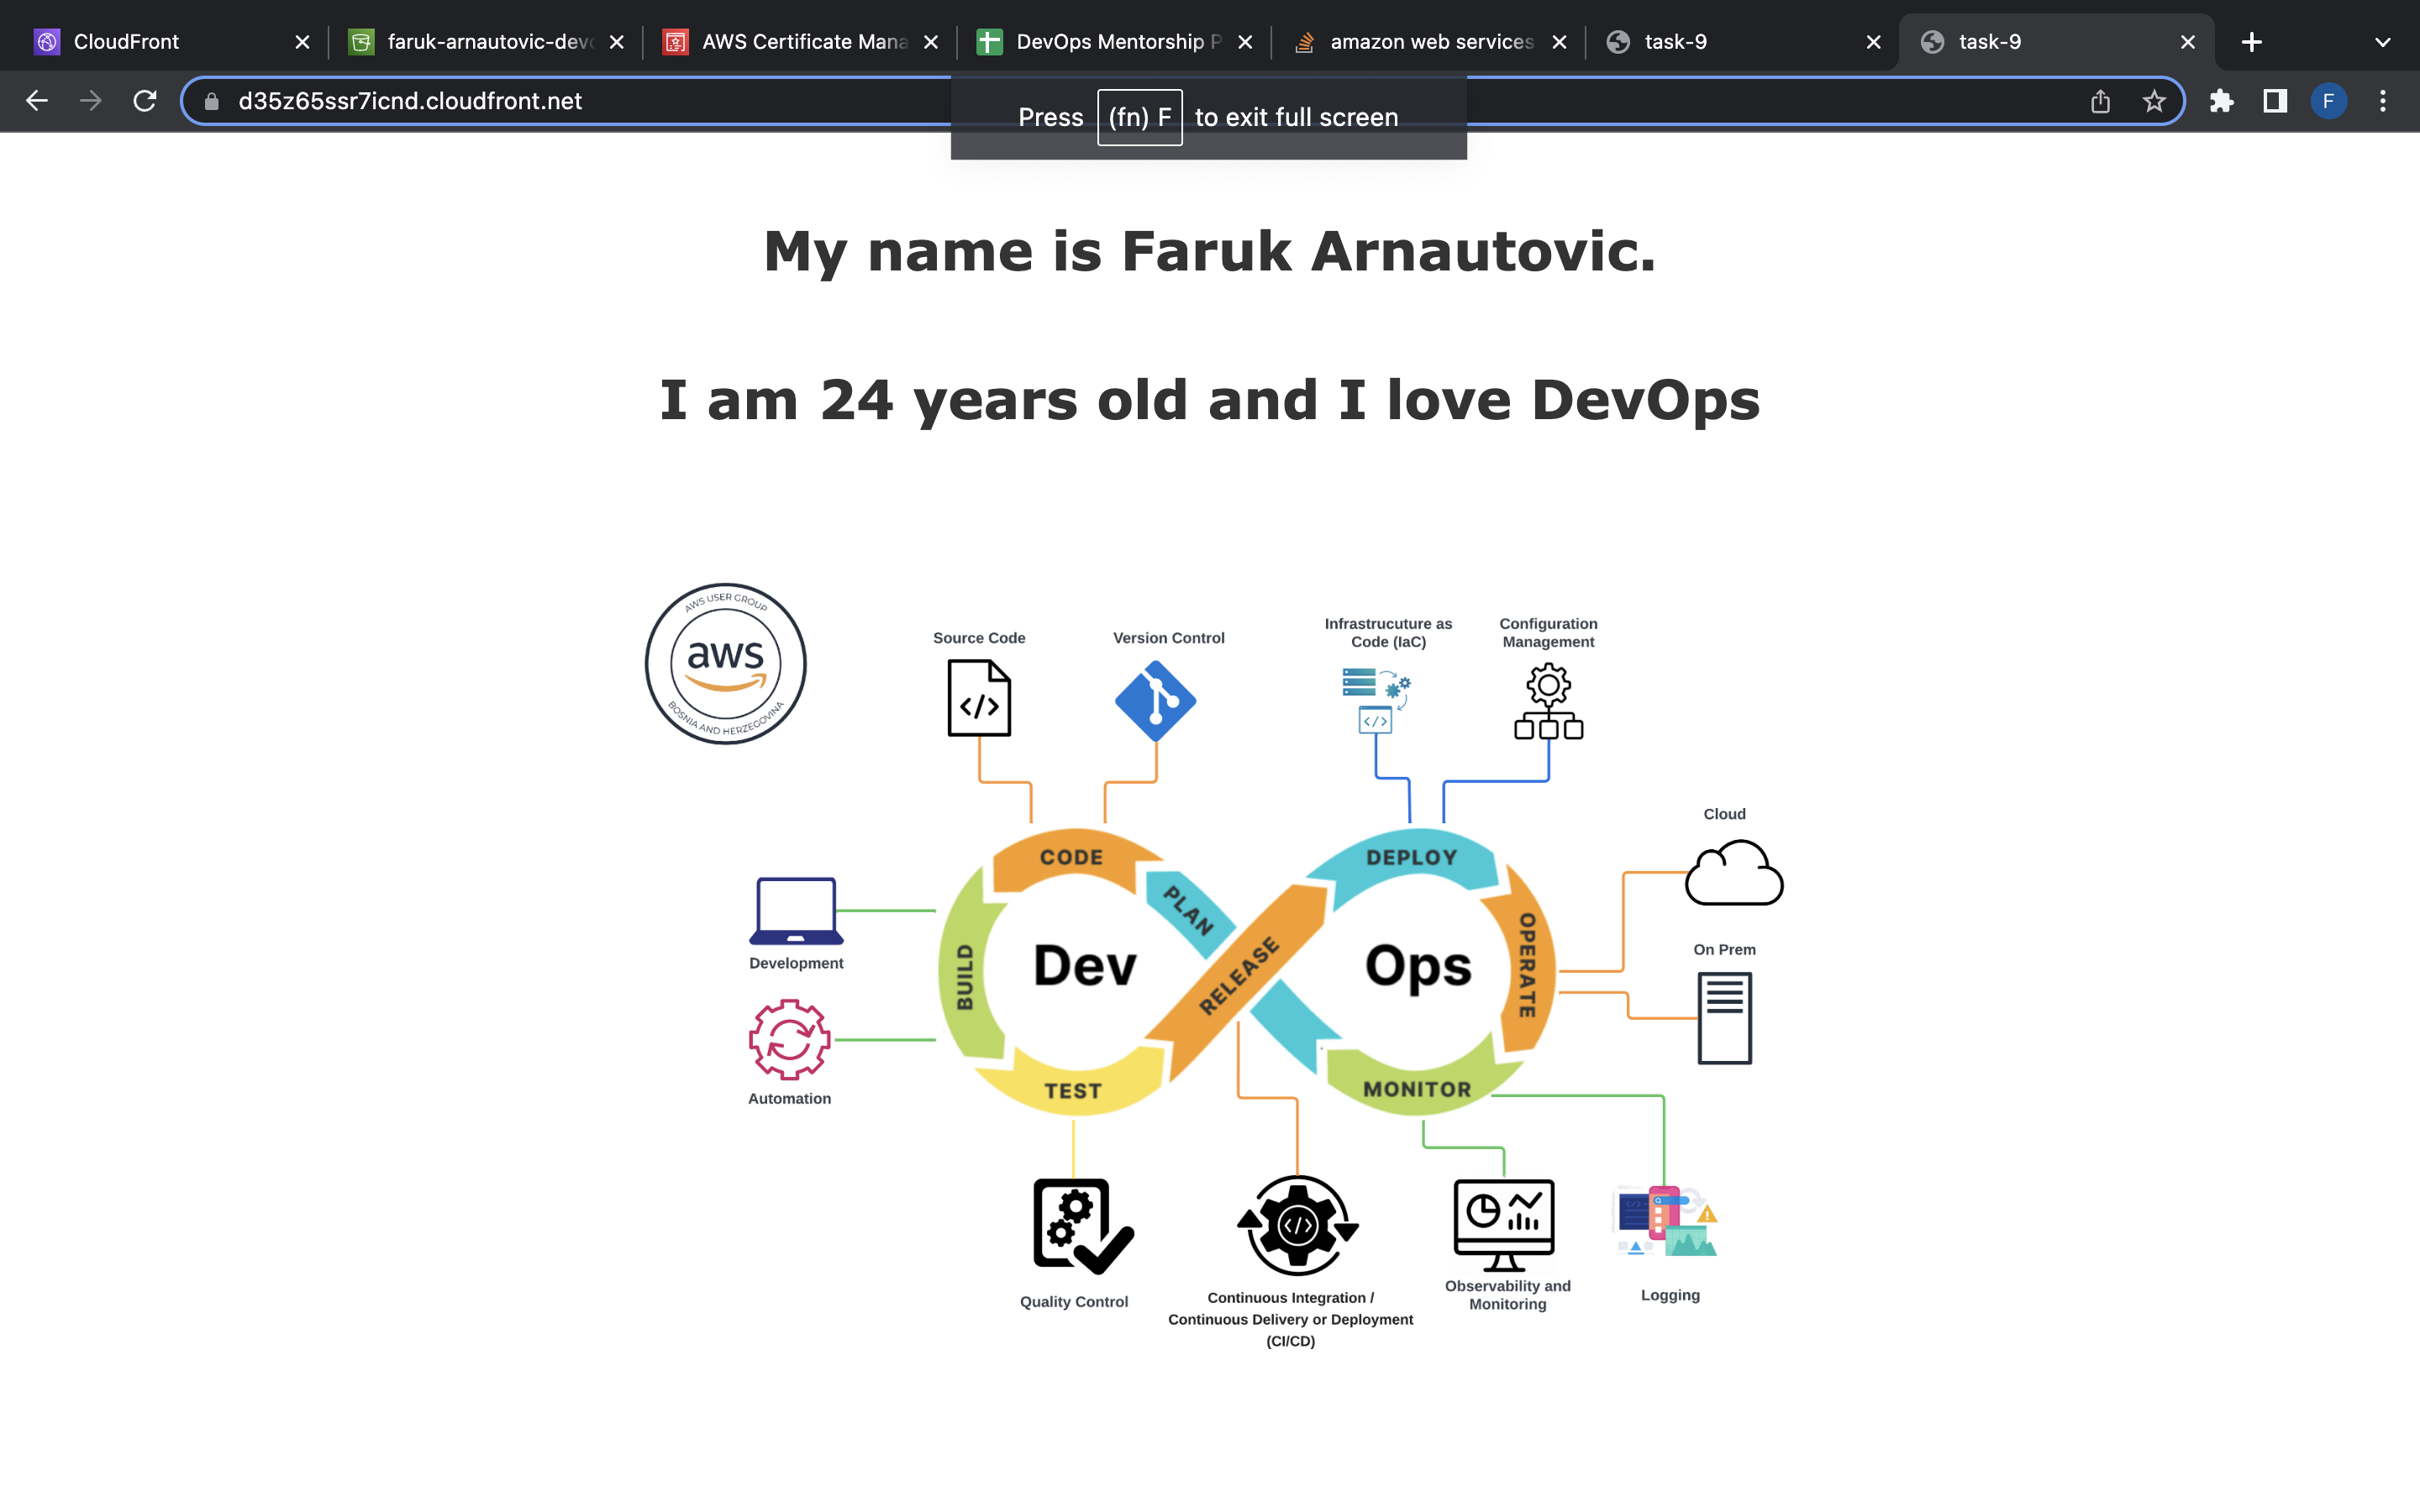 CloudFront
faruk-arnautovic-devo
AWS Certificate Mana
DevOps Mentorship P
amazon web services
task-9
task-9
d35z65ssr7icnd.cloudfront.net
Press (fn) F to exit full screen
F
My name is Faruk Arnautovic.
I am 24 years old and I love DevOps
AWS USER GROUP
aws
BOSNIA AND HERZEGOVINA
Source Code
Version Control
Infrastrucuture as
Code (IaC)
Configuration
Management
</>
</>
Cloud
CODE
DEPLOY
PLAN
Development
BUILD
Dev
RELEASE
Ops
OPERATE
On Prem
Automation
TEST
MONITOR
</>
Quality Control
Continuous Integration /
Continuous Delivery or Deployment
(CI/CD)
Observability and
Monitoring
Logging